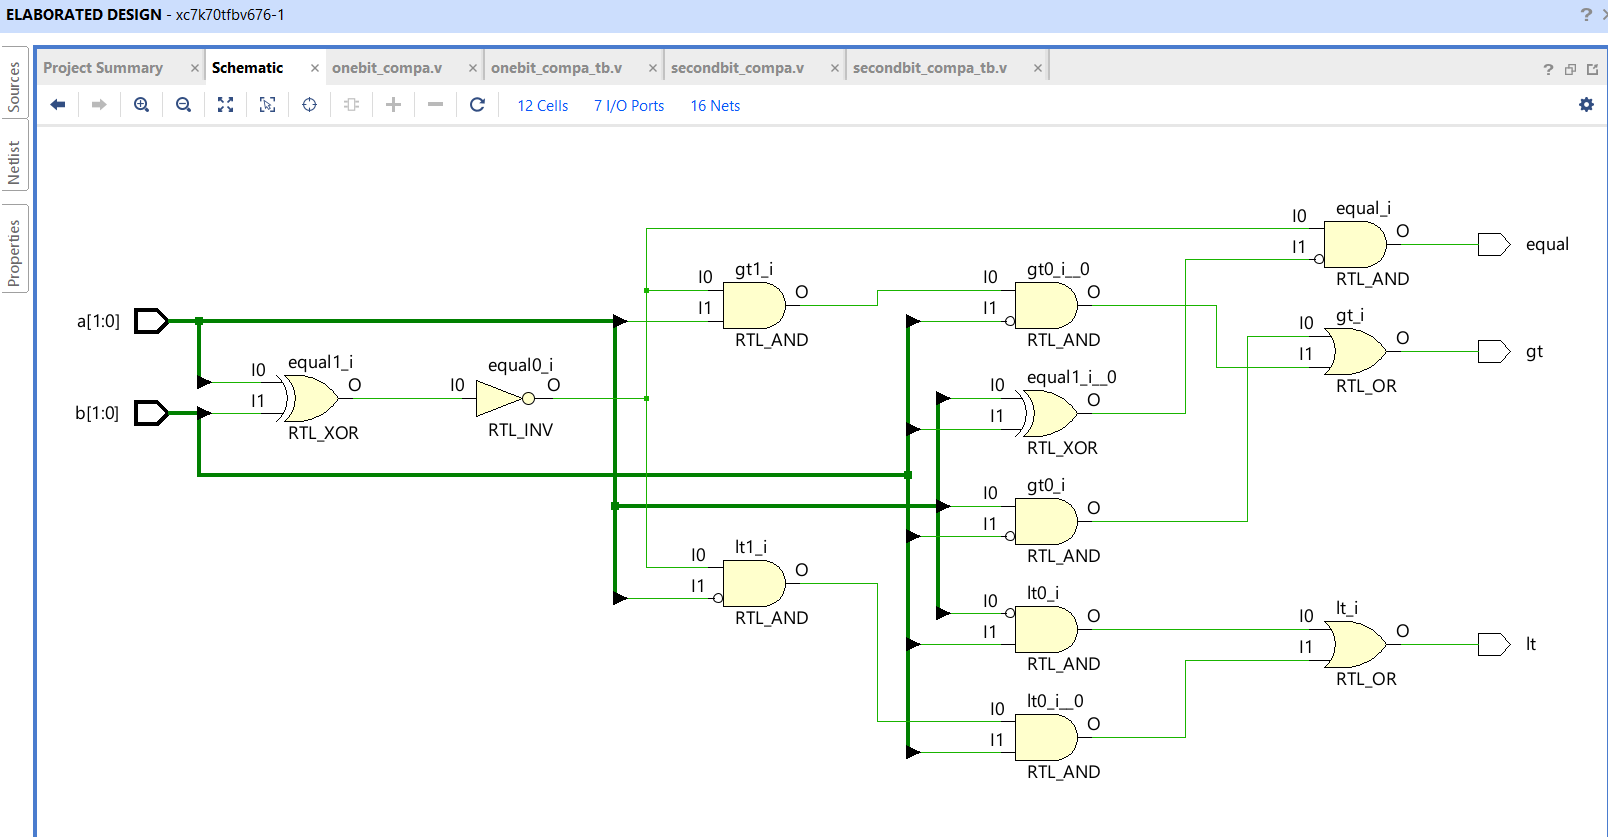 ELABORATED DESIGN - xc7k70tfbv676-1
? ×
Sources
Netlist
Properties
Project Summary × Schematic × onebit_compa.v × onebit_compa_tb.v × secondbit_compa.v × secondbit_compa_tb.v ×
?
12 Cells 7 I/O Ports 16 Nets
equal_i
I0
O
I1
equal
RTL_AND
gt1_i
I0
O
I1
RTL_AND
gt0_i__0
I0
O
I1
RTL_AND
gt_i
I0
O
I1
gt
RTL_OR
a[1:0]
b[1:0]
equal1_i
I0
O
I1
RTL_XOR
equal0_i
I0
O
RTL_INV
equal1_i__0
I0
O
I1
RTL_XOR
gt0_i
I0
O
I1
RTL_AND
lt1_i
I0
O
I1
RTL_AND
lt0_i
I0
O
I1
RTL_AND
lt_i
I0
O
I1
lt
RTL_OR
lt0_i__0
I0
O
I1
RTL_AND